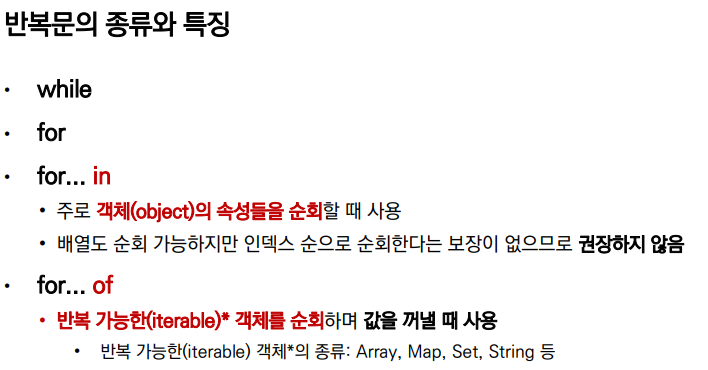 반복문의 종류와 특징
• while
• for
• for... in
• 주로 객체(object)의 속성들을 순회할 때 사용
• 배열도 순회 가능하지만 인덱스 순으로 순회한다는 보장이 없으므로 권장하지 않음
• for... of
• 반복 가능한(iterable)* 객체를 순회하며 값을 꺼낼 때 사용
• 반복 가능한(iterable) 객체*의 종류: Array, Map, Set, String 등